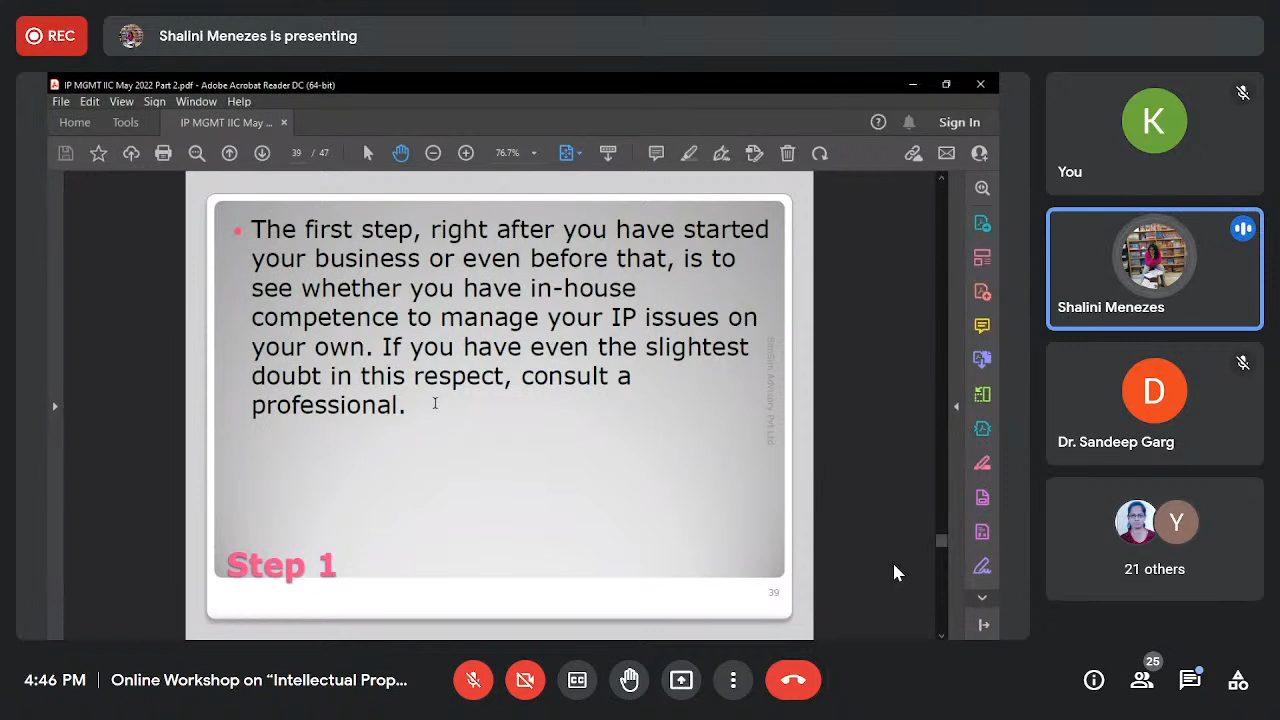 REC
Shalini Menezes is presenting
IP MGMT IIC May 2022 Part 2.pdf - Adobe Acrobat Reader DC (64-bit)
File Edit View Sign Window Help
Home Tools IP MGMT IIC May ... × Sign In
39 / 47 76.7%
The first step, right after you have started
your business or even before that, is to
see whether you have in-house
competence to manage your IP issues on
your own. If you have even the slightest
doubt in this respect, consult a
professional.
SimSim Advisory Pvt Ltd
Step 1
39
K
You
Shalini Menezes
D
Dr. Sandeep Garg
Y
21 others
4:46 PM | Online Workshop on “Intellectual Prop...
25